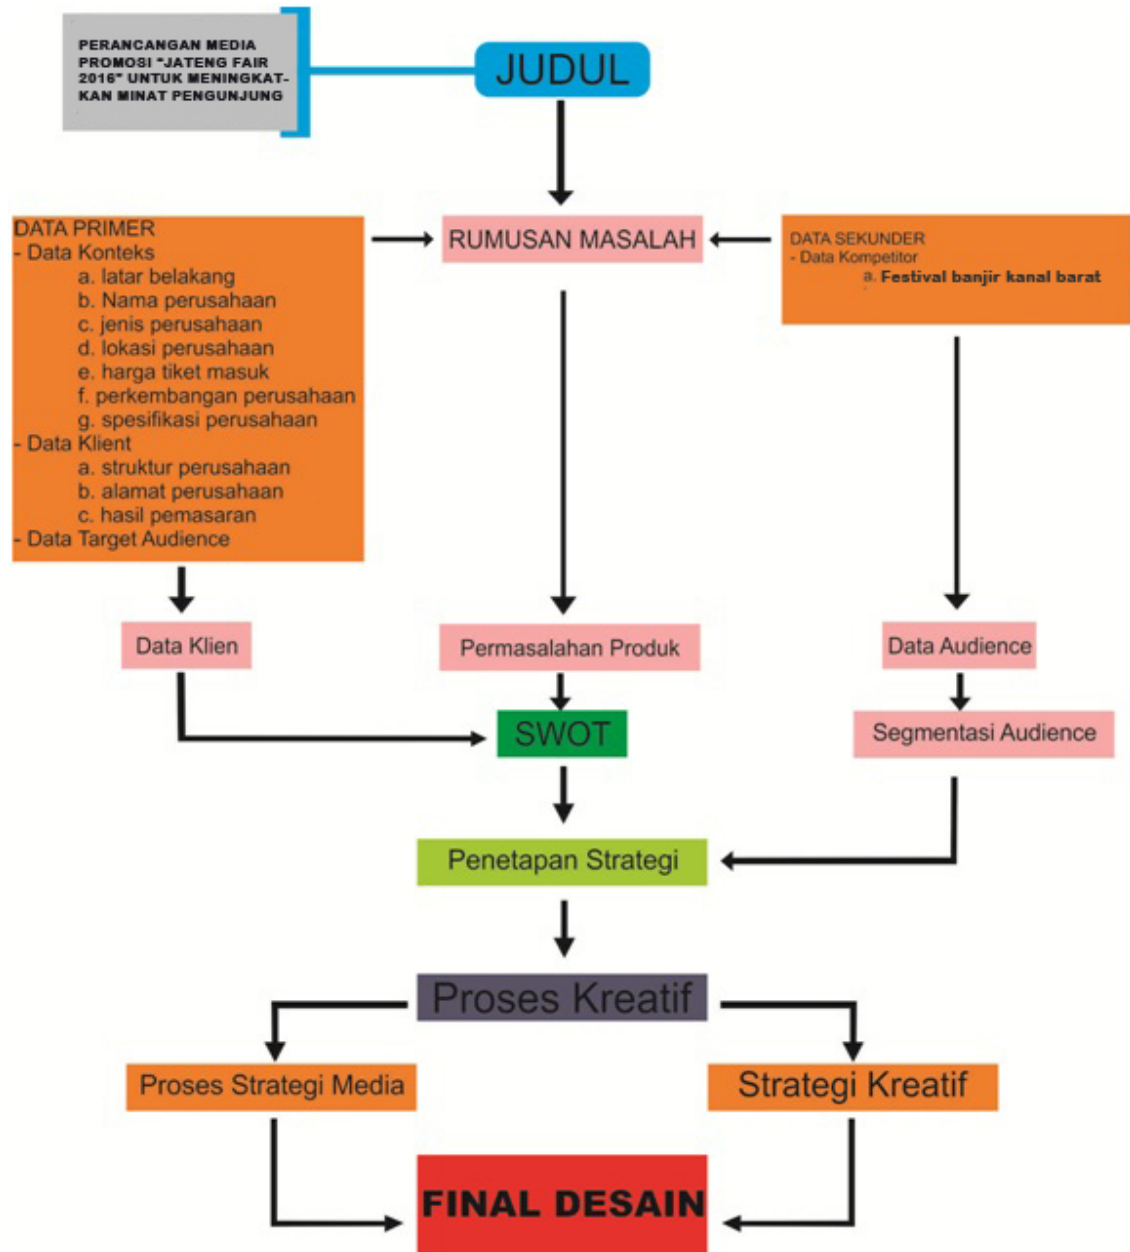 PERANCANGAN MEDIA
PROMOSI "JATENG FAIR
2016" UNTUK MENINGKAT-
KAN MINAT PENGUNJUNG
JUDUL
DATA PRIMER
- Data Konteks
a. latar belakang
b. Nama perusahaan
c. jenis perusahaan
d. lokasi perusahaan
e. harga tiket masuk
f. perkembangan perusahaan
g. spesifikasi perusahaan
- Data Klient
a. struktur perusahaan
b. alamat perusahaan
c. hasil pemasaran
- Data Target Audience
RUMUSAN MASALAH
DATA SEKUNDER
- Data Kompetitor
a. Festival banjir kanal barat
Data Klien
Permasalahan Produk
Data Audience
SWOT
Segmentasi Audience
Penetapan Strategi
Proses Kreatif
Proses Strategi Media
Strategi Kreatif
FINAL DESAIN